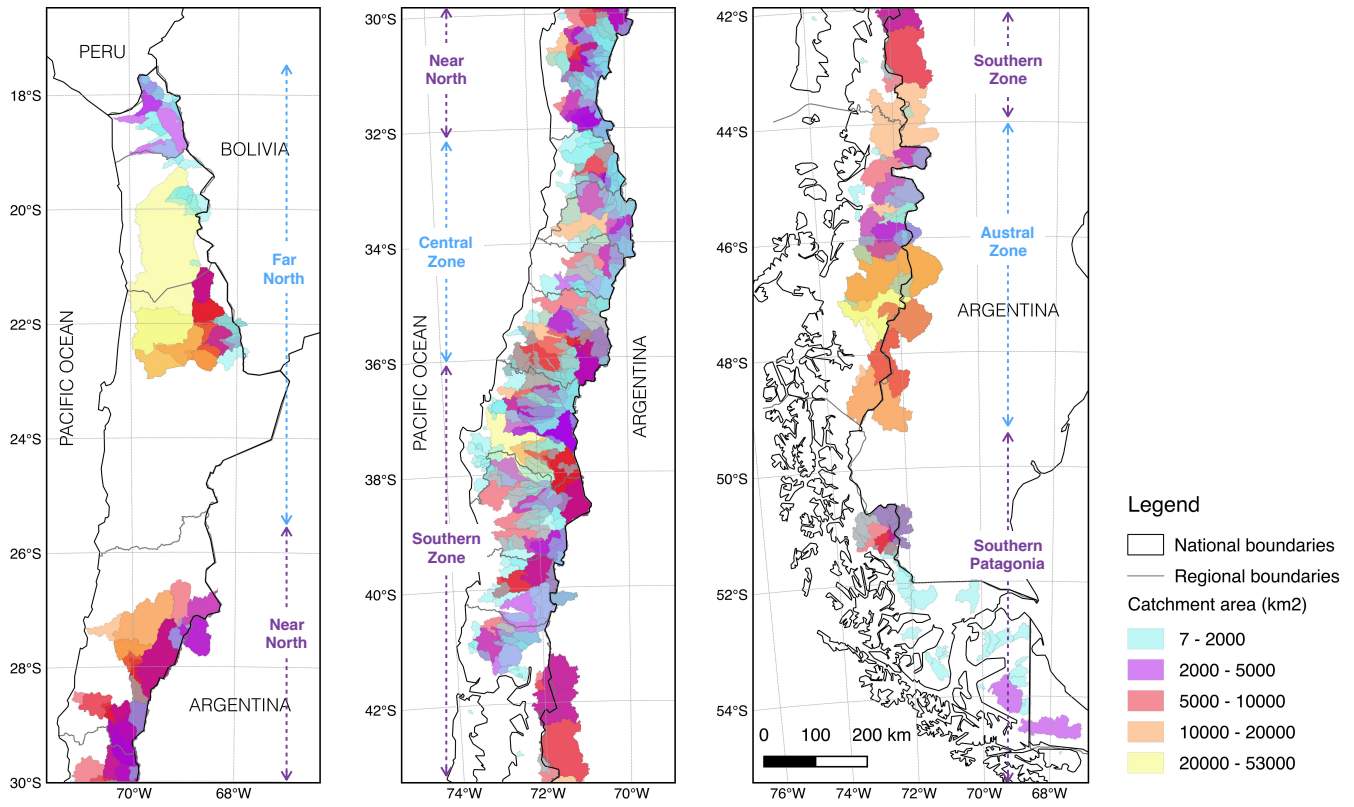 PERU
18°S
BOLIVIA
20°S
Far
North
22°S
PACIFIC OCEAN
24°S
26°S
Near
North
28°S
ARGENTINA
30°S
70°W
68°W
30°S
Near
North
32°S
34°S
Central
Zone
36°S
PACIFIC OCEAN
ARGENTINA
38°S
Southern
Zone
40°S
42°S
74°W
72°W
70°W
42°S
Southern
Zone
44°S
46°S
Austral
Zone
ARGENTINA
48°S
50°S
Southern
Patagonia
52°S
54°S
0 100 200 km
76°W
74°W
72°W
70°W
68°W
Legend
National boundaries
Regional boundaries
Catchment area (km2)
7 - 2000
2000 - 5000
5000 - 10000
10000 - 20000
20000 - 53000